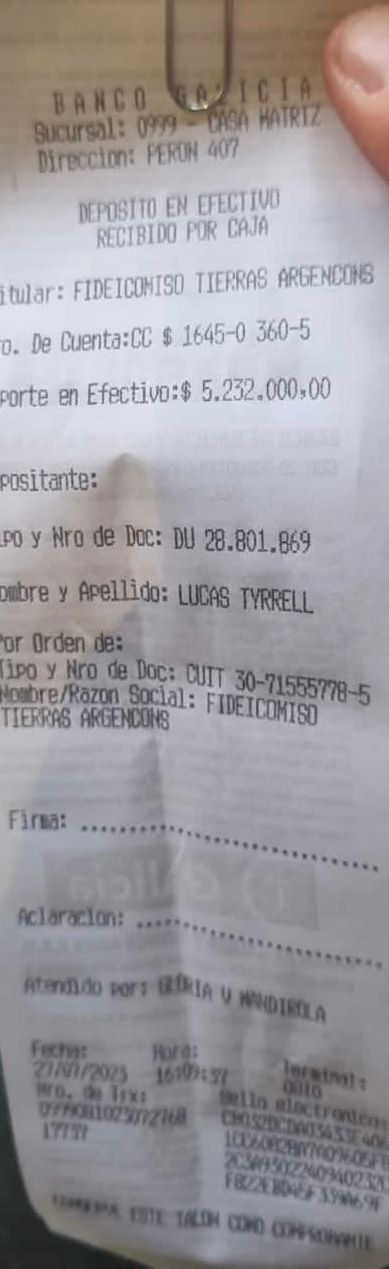 BANCO GALICIA
Sucursal: 0999 - CASA MATRIZ
Direccion: PERON 407
DEPOSITO EN EFECTIVO
RECIBIDO POR CAJA
itular: FIDEICOMISO TIERRAS ARGENCONS
o. De Cuenta:CC $ 1645-0 360-5
porte en Efectivo:$ 5.232.000,00
positante:
ipo y Nro de Doc: DU 28.801.869
ombre y Apellido: LUCAS TYRRELL
Por Orden de:
Tipo y Nro de Doc: CUIT 30-71555778-5
Nombre/Razon Social: FIDEICOMISO
TIERRAS ARGENCONS
Firma: ........................................
Aclaracion: ...................................
Atendido por: GLORIA V MANDIROLA
Fecha: Hora: Terminal:
27/07/2023 16:09:37 0010
Nro. de Trx: Sello electronico:
17737
CONSERVE ESTE TALON COMO COMPROBANTE